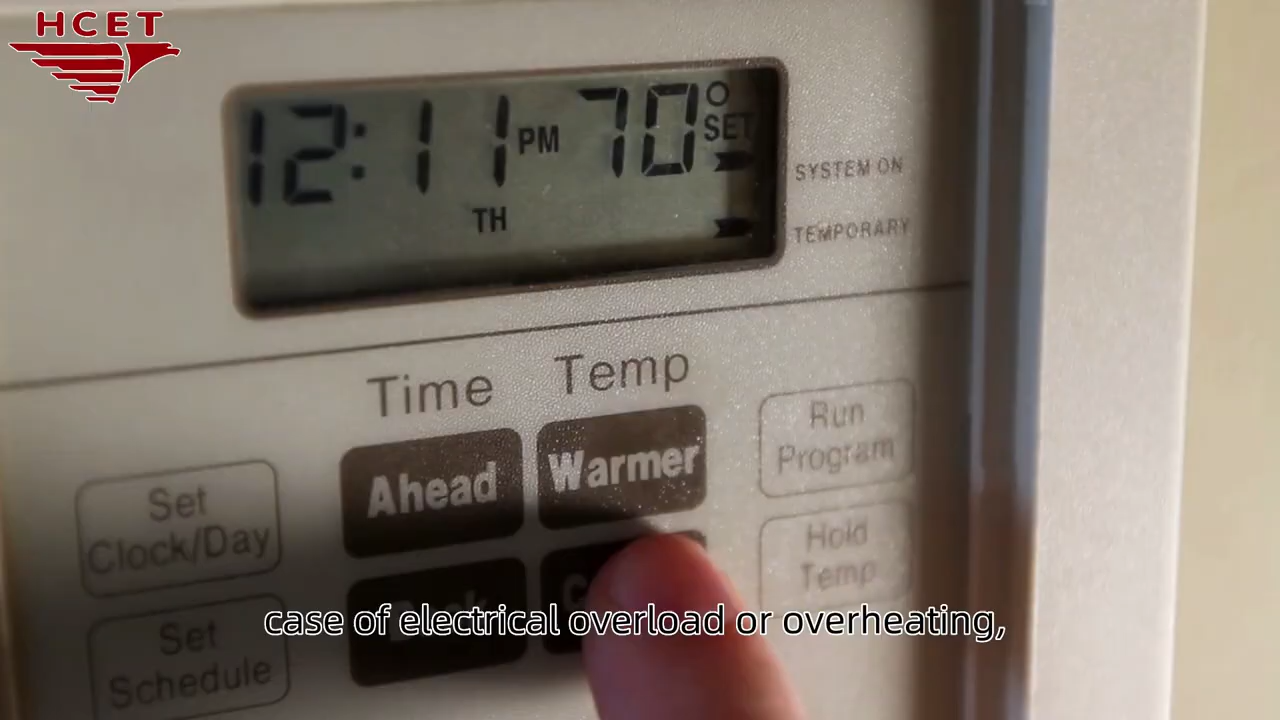 HCET
12:11 PM 70° SET
TH
SYSTEM ON
TEMPORARY
Time
Temp
Ahead
Warmer
Run
Program
Set
Clock/Day
Hold
Temp
Set
Schedule
case of electrical overload or overheating,